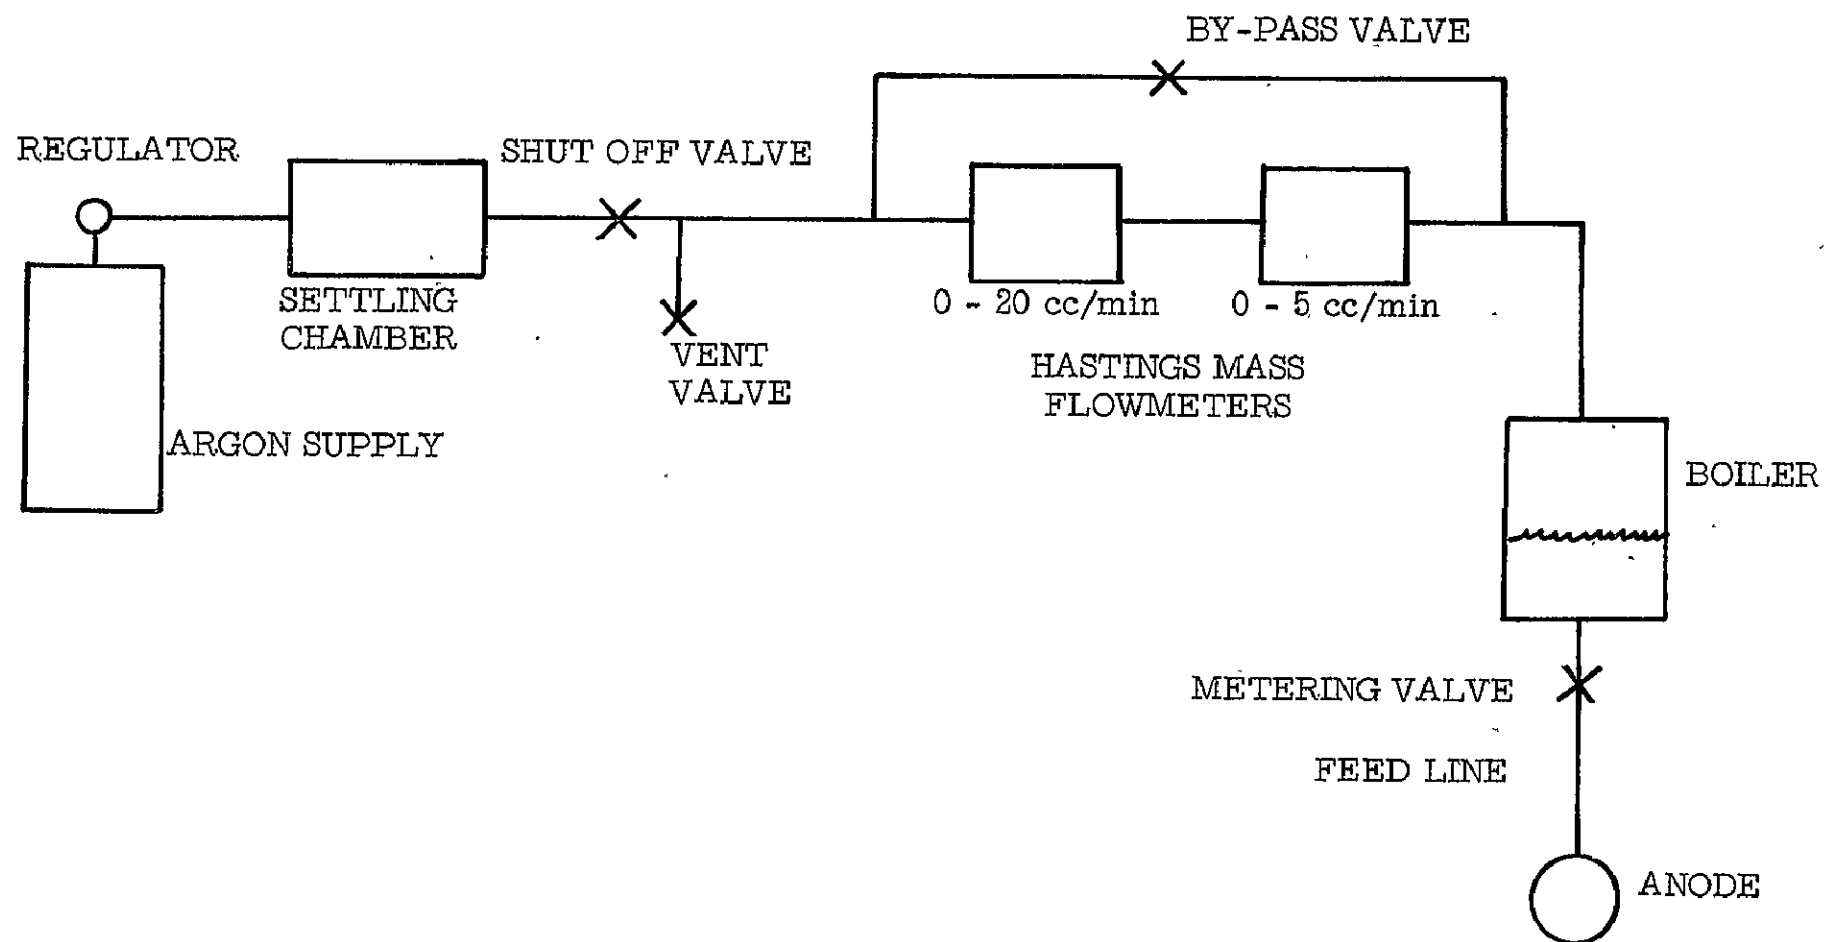 BY-PASS VALVE
REGULATOR
SHUT OFF VALVE
SETTLING
CHAMBER
0 - 20 cc/min
0 - 5 cc/min
VENT
VALVE
HASTINGS MASS
FLOWMETERS
ARGON SUPPLY
BOILER
METERING VALVE
FEED LINE
ANODE